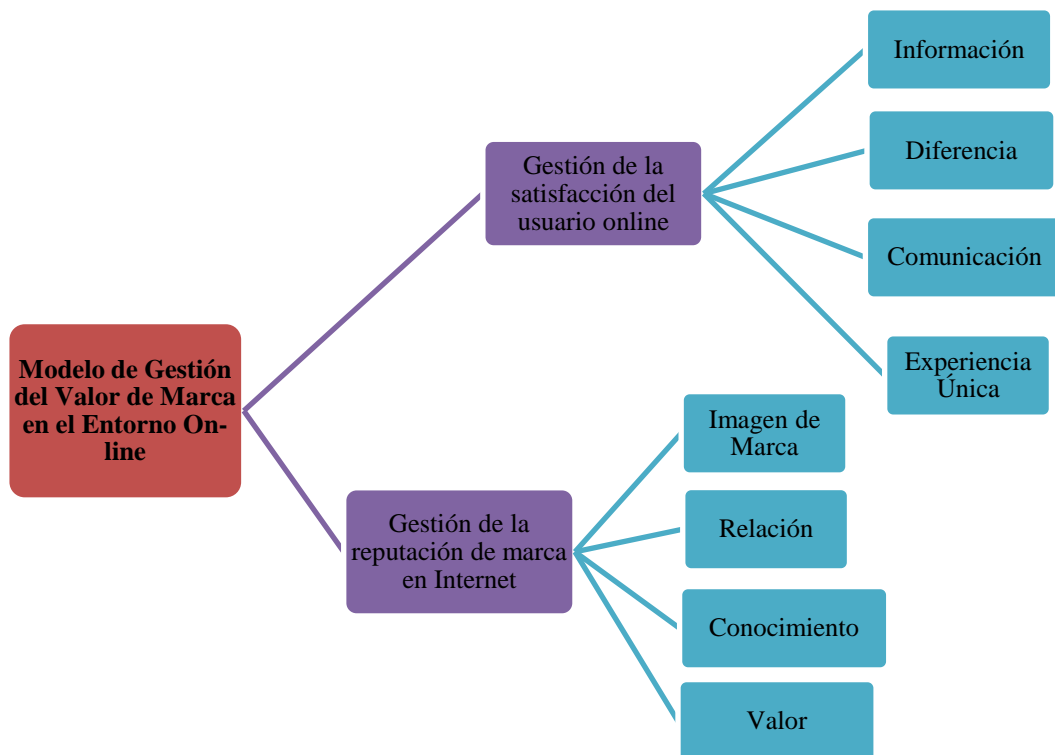 Modelo de Gestión
del Valor de Marca
en el Entorno On-
line
Gestión de la
satisfacción del
usuario online
Información
Diferencia
Comunicación
Experiencia
Única
Gestión de la
reputación de marca
en Internet
Imagen de
Marca
Relación
Conocimiento
Valor